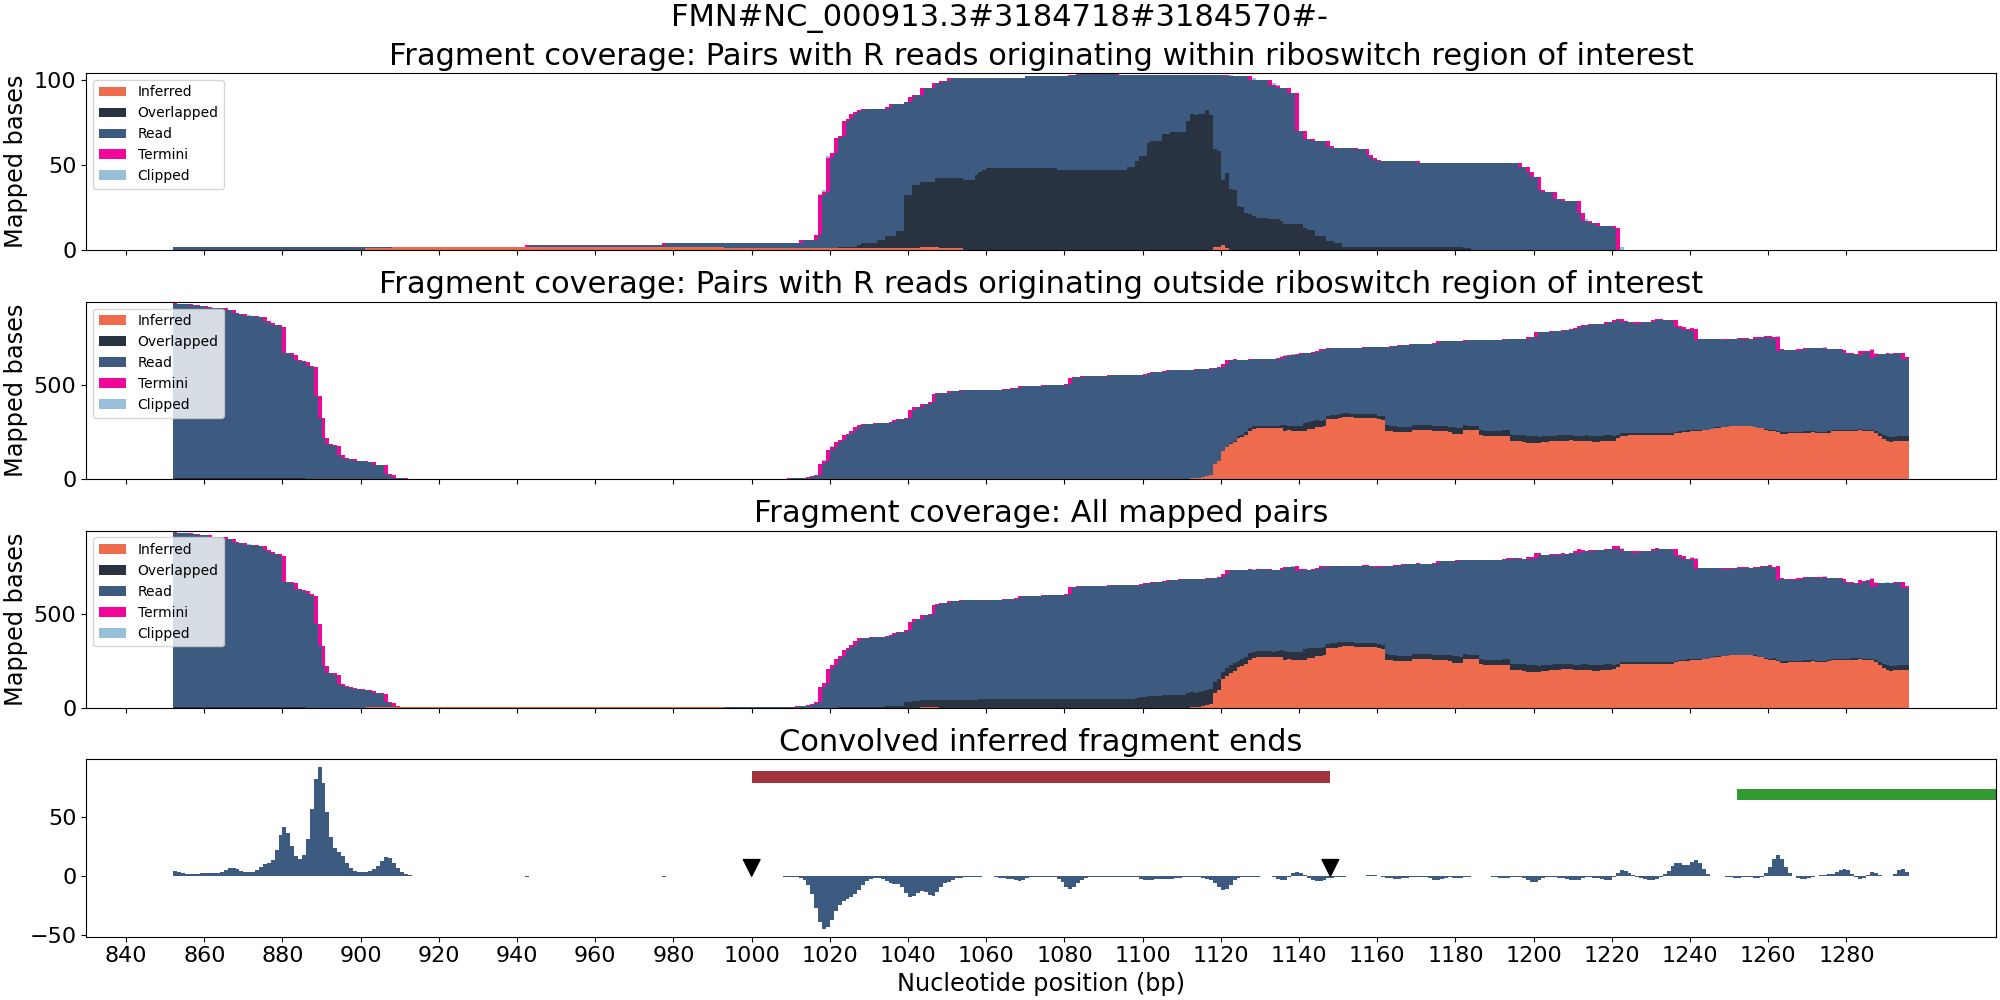 FMN#NC_000913.3#3184718#3184570#-
Fragment coverage: Pairs with R reads originating within riboswitch region of interest
Mapped bases
100
50
0
Inferred
Overlapped
Read
Termini
Clipped
Fragment coverage: Pairs with R reads originating outside riboswitch region of interest
Mapped bases
500
0
Inferred
Overlapped
Read
Termini
Clipped
Fragment coverage: All mapped pairs
Mapped bases
500
0
Inferred
Overlapped
Read
Termini
Clipped
Convolved inferred fragment ends
50
0
−50
840 860 880 900 920 940 960 980 1000 1020 1040 1060 1080 1100 1120 1140 1160 1180 1200 1220 1240 1260 1280
Nucleotide position (bp)